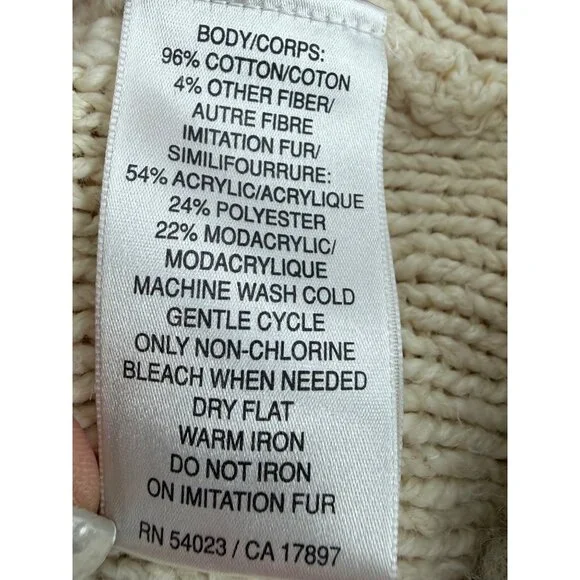 BODY/CORPS:
96% COTTON/COTON
4% OTHER FIBER/
AUTRE FIBRE
IMITATION FUR/
SIMILIFOURRURE:
54% ACRYLIC/ACRYLIQUE
24% POLYESTER
22% MODACRYLIC/
MODACRYLIQUE
MACHINE WASH COLD
GENTLE CYCLE
ONLY NON-CHLORINE
BLEACH WHEN NEEDED
DRY FLAT
WARM IRON
DO NOT IRON
ON IMITATION FUR
RN 54023 / CA 17897